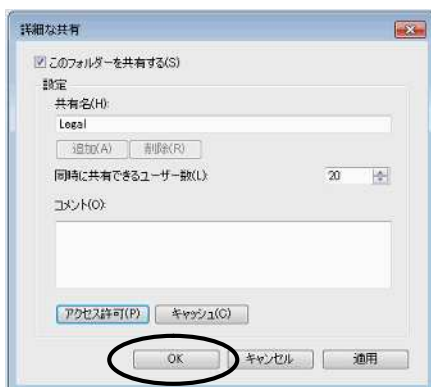 詳細な共有
このフォルダーを共有する(S)
設定
共有名(H):
Legal
追加(A) 削除(R)
同時に共有できるユーザー数(L): 20
コメント(O):
アクセス許可(P) キャッシュ(C)
OK キャンセル 適用